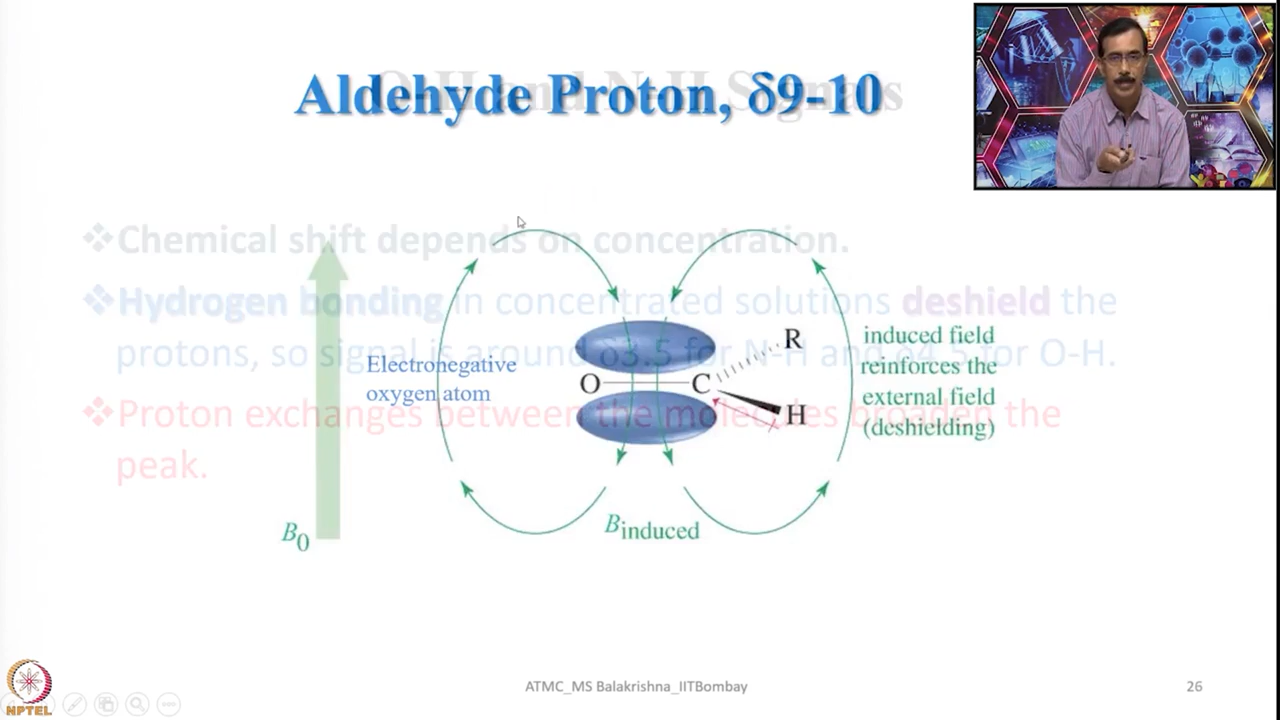 Aldehyde Proton, δ9-10
O-H and N-H Signals
❖Chemical shift depends on concentration.
❖Hydrogen bonding in concentrated solutions deshield the
protons, so signal is around δ3.5 for N-H and δ4.5 for O-H.
❖Proton exchanges between the molecules broaden the
peak.
Electronegative
oxygen atom
O
C
R
H
induced field
reinforces the
external field
(deshielding)
B0
Binduced
NPTEL
ATMC_MS Balakrishna_IITBombay
26